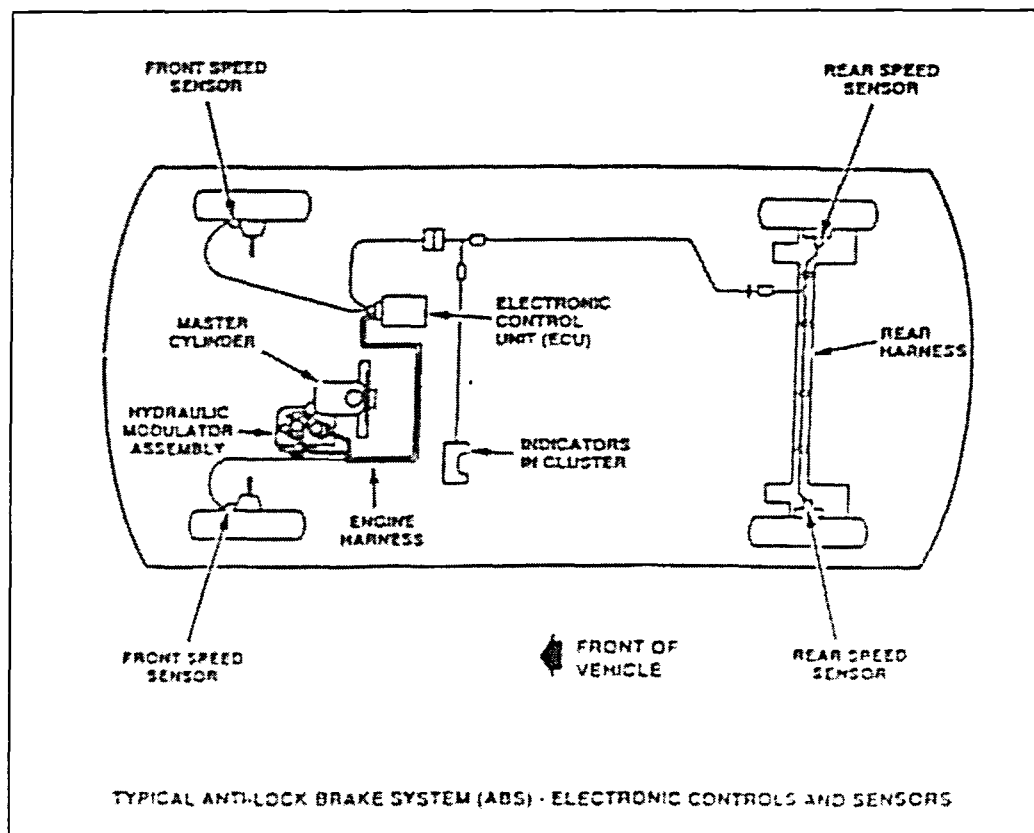 FRONT SPEED
SENSOR
REAR SPEED
SENSOR
ELECTRONIC
CONTROL
UNIT (ECU)
MASTER
CYLINDER
REAR
HARNESS
HYDRAULIC
MODULATOR
ASSEMBLY
INDICATORS
IN CLUSTER
ENGINE
HARNESS
FRONT SPEED
SENSOR
FRONT OF
VEHICLE
REAR SPEED
SENSOR
TYPICAL ANTI-LOCK BRAKE SYSTEM (ABS) - ELECTRONIC CONTROLS AND SENSORS